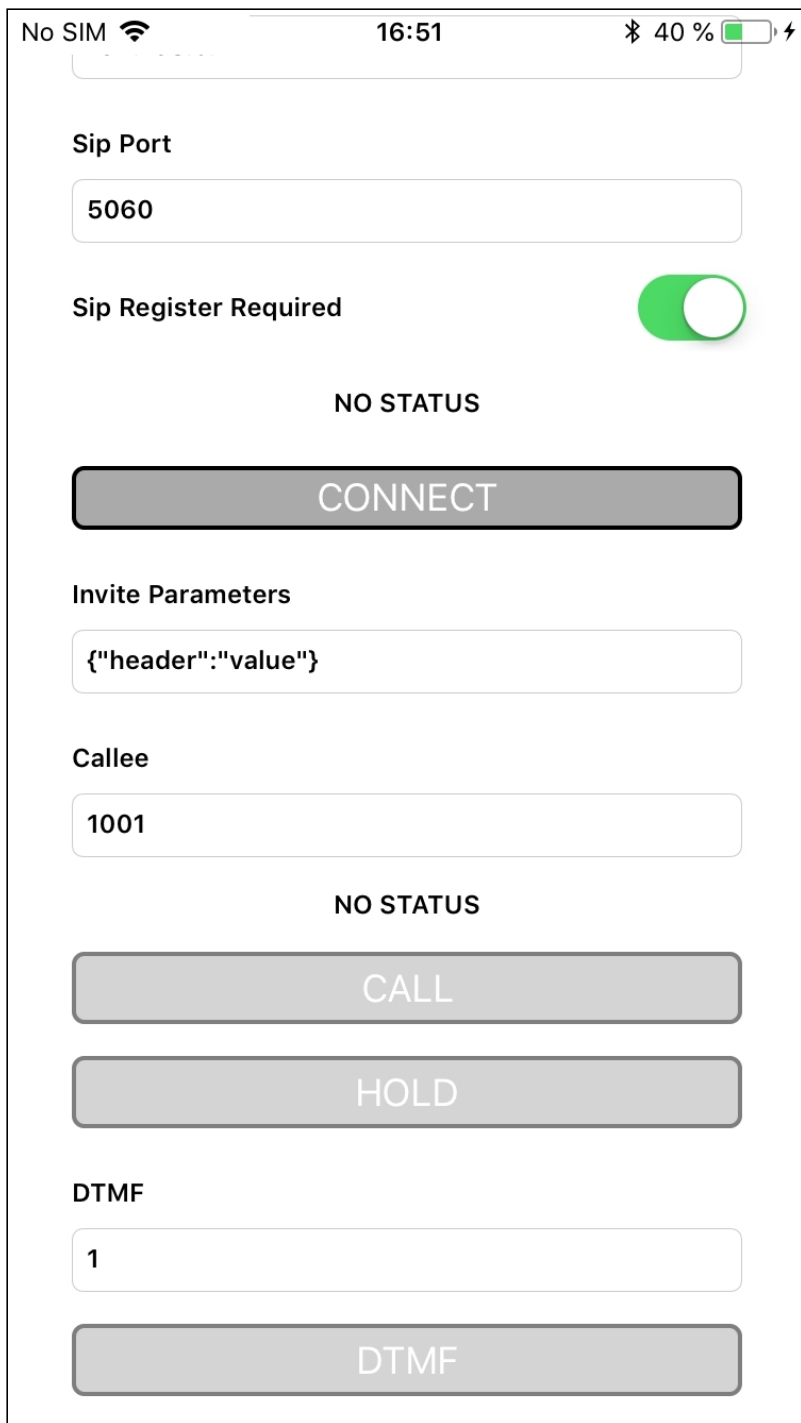 No SIM 16:51 40 %
Sip Port
5060
Sip Register Required
NO STATUS
CONNECT
Invite Parameters
{"header":"value"}
Callee
1001
NO STATUS
CALL
HOLD
DTMF
1
DTMF